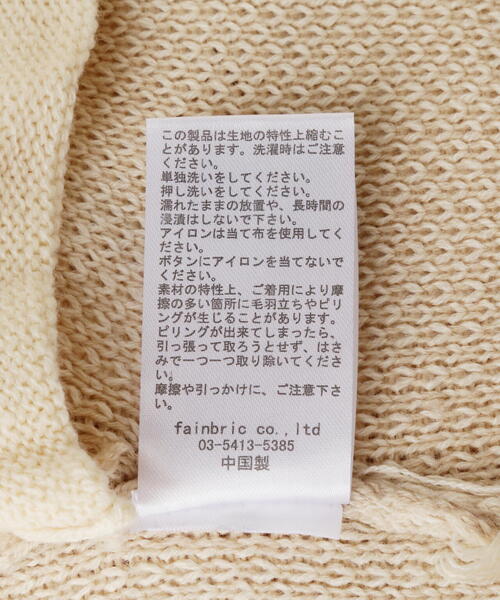 この製品は生地の特性上縮むこ
とがあります。洗濯時はご注意
ください。
単独洗いをしてください。
押し洗いをしてください。
濡れたままの放置や、長時間の
浸漬はしないで下さい。
アイロンは当て布を使用してく
ださい。
ボタンにアイロンを当てないで
ください。
素材の特性上、ご着用により摩
擦の多い箇所に毛羽立ちやピリ
ングが生じることがあります。
ピリングが出来てしまったら、
引っ張って取ろうとせず、はさ
みで一つ一つ取り除いてくださ
い。
摩擦や引っかけに、ご注意下さ
い。
fainbric co.,ltd
03-5413-5385
中国製